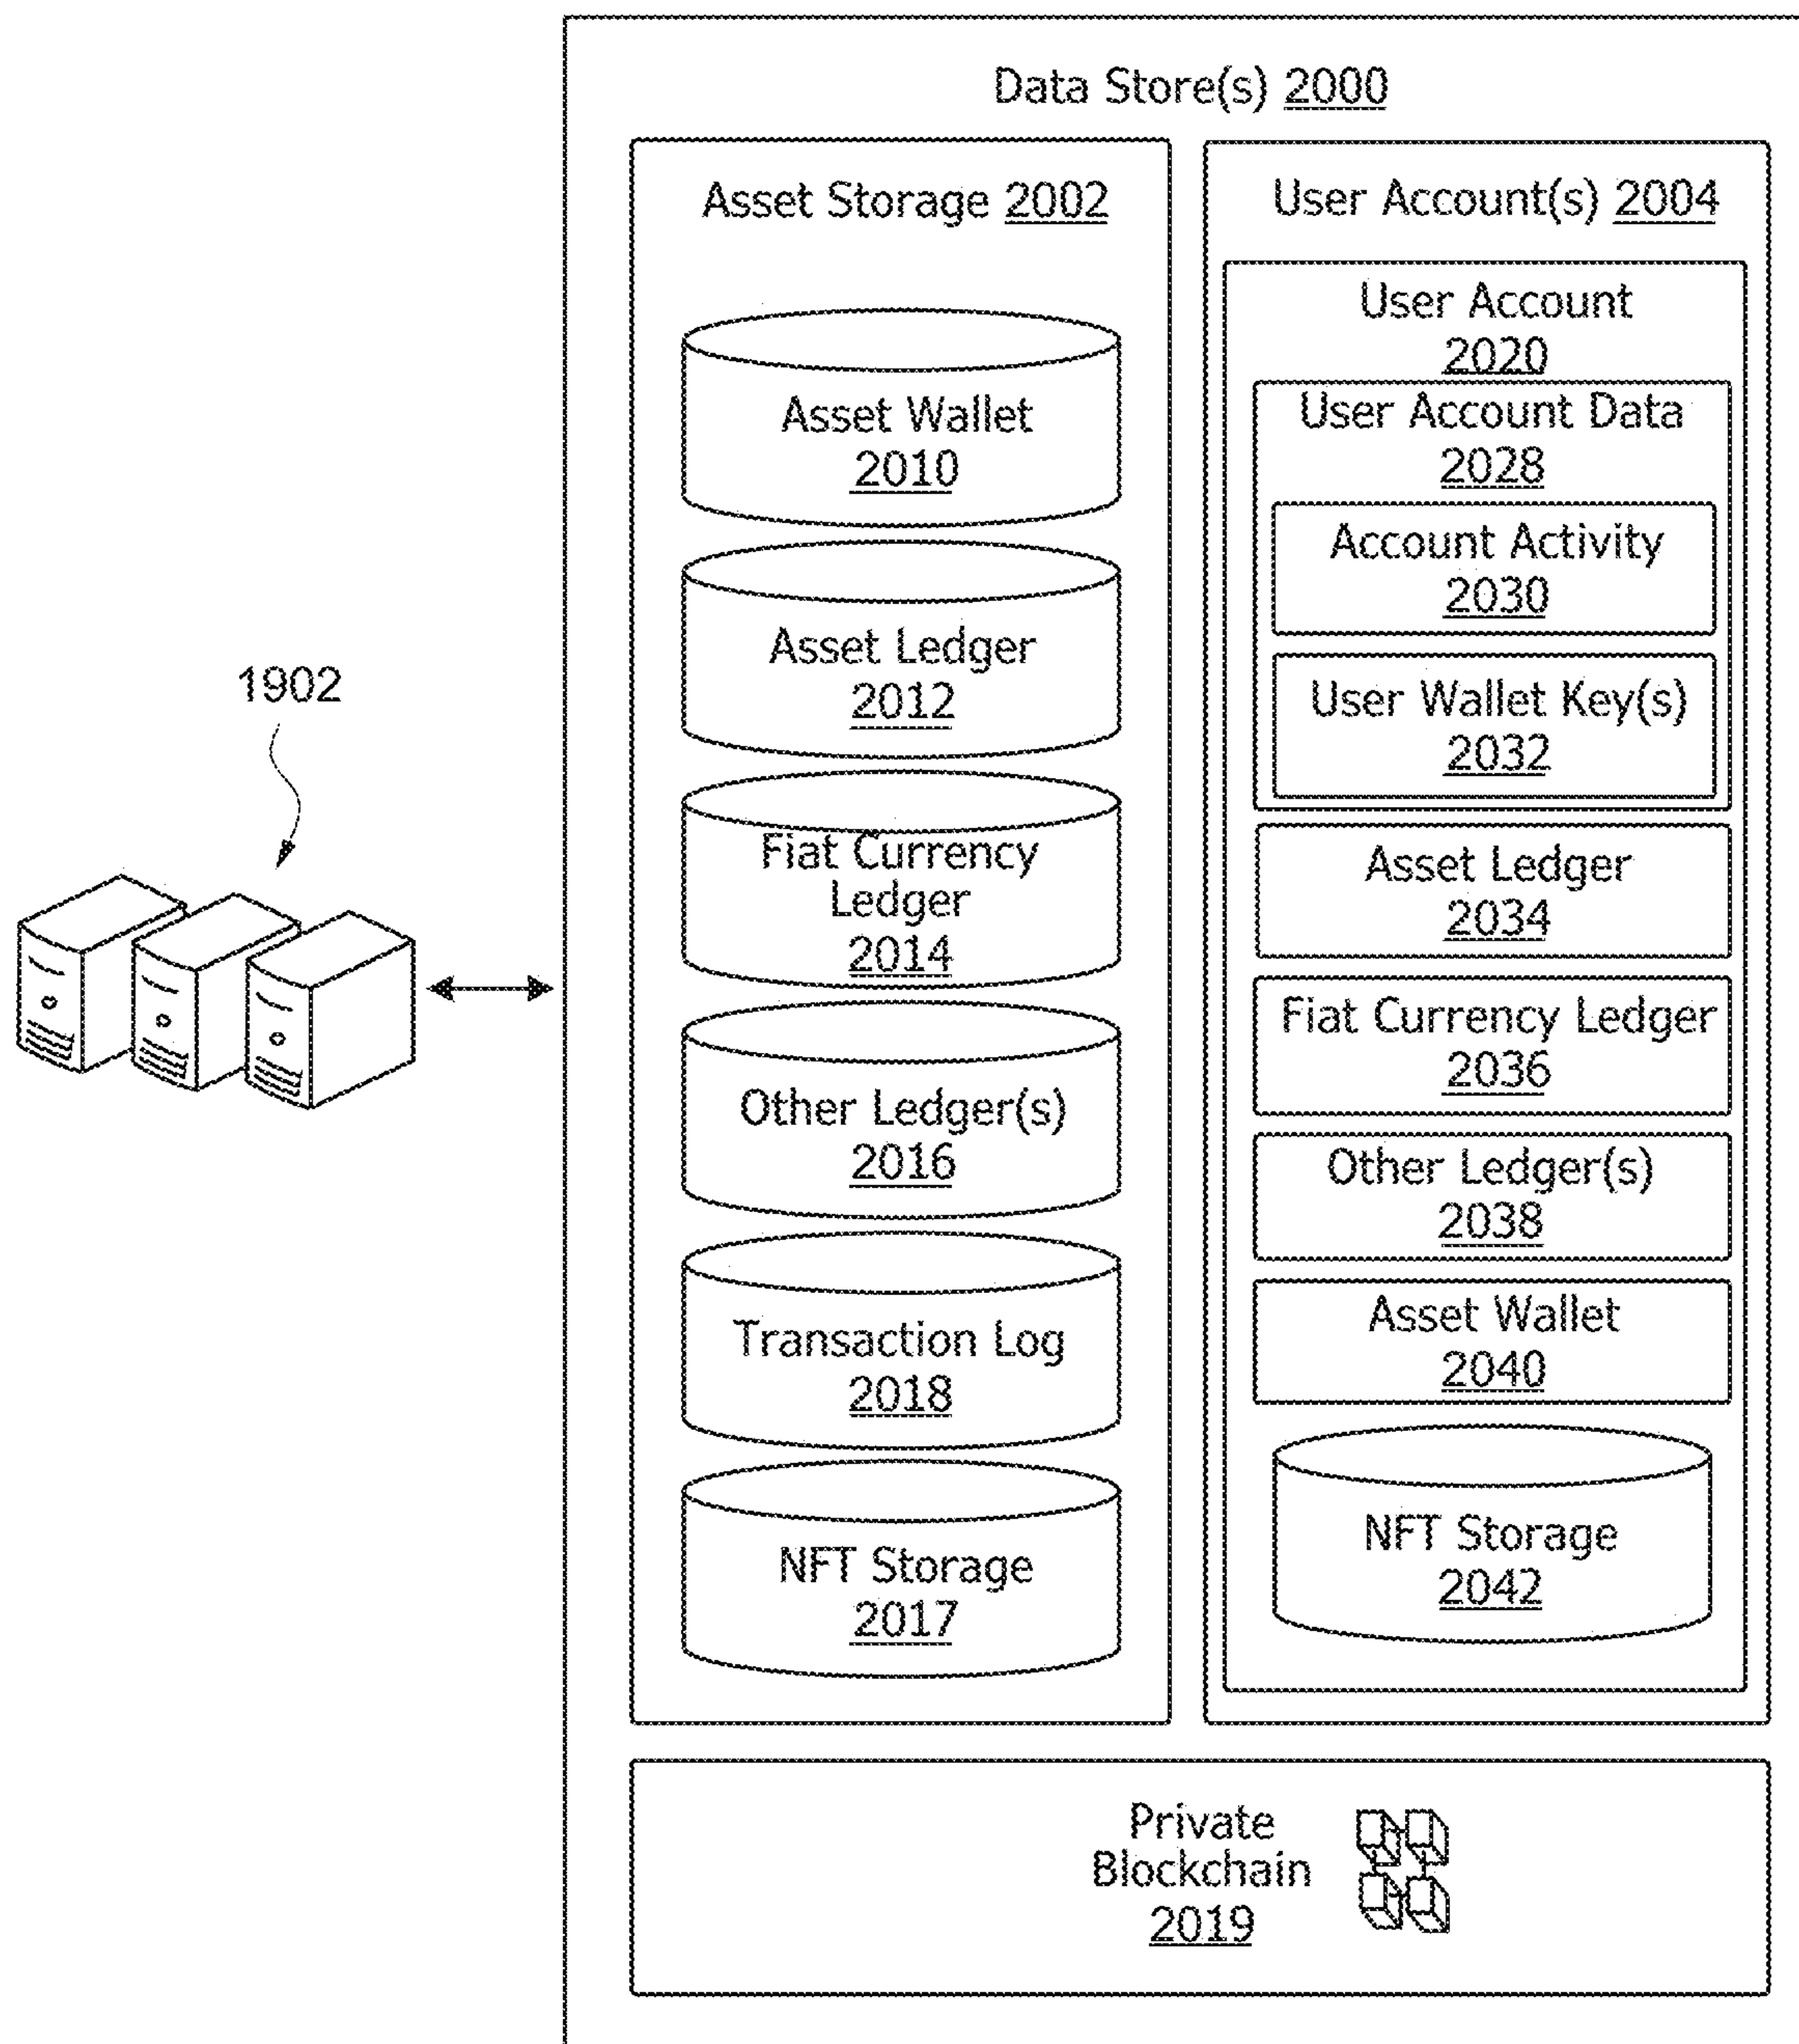 Data Store(s) 2000
Asset Storage 2002
Asset Wallet
2010
Asset Ledger
2012
Fiat Currency
Ledger
2014
Other Ledger(s)
2016
Transaction Log
2018
NFT Storage
2017
User Account(s) 2004
User Account
2020
User Account Data
2028
Account Activity
2030
User Wallet Key(s)
2032
Asset Ledger
2034
Fiat Currency Ledger
2036
Other Ledger(s)
2038
Asset Wallet
2040
NFT Storage
2042
Private
Blockchain
2019
1902